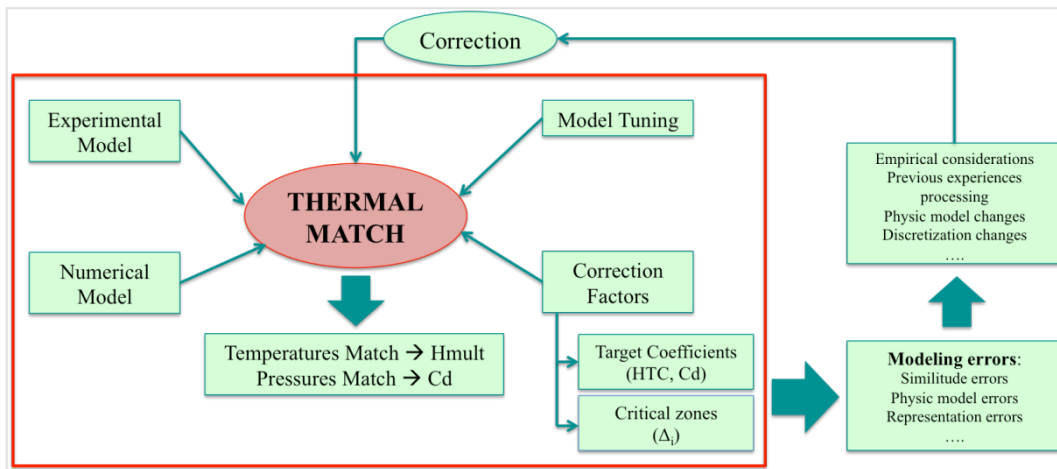 Correction
Experimental
Model
Model Tuning
THERMAL
MATCH
Numerical
Model
Correction
Factors
Temperatures Match → Hmult
Pressures Match → Cd
Target Coefficients
(HTC, Cd)
Critical zones
(Δi)
Empirical considerations
Previous experiences
processing
Physic model changes
Discretization changes
….
Modeling errors:
Similitude errors
Physic model errors
Representation errors
….